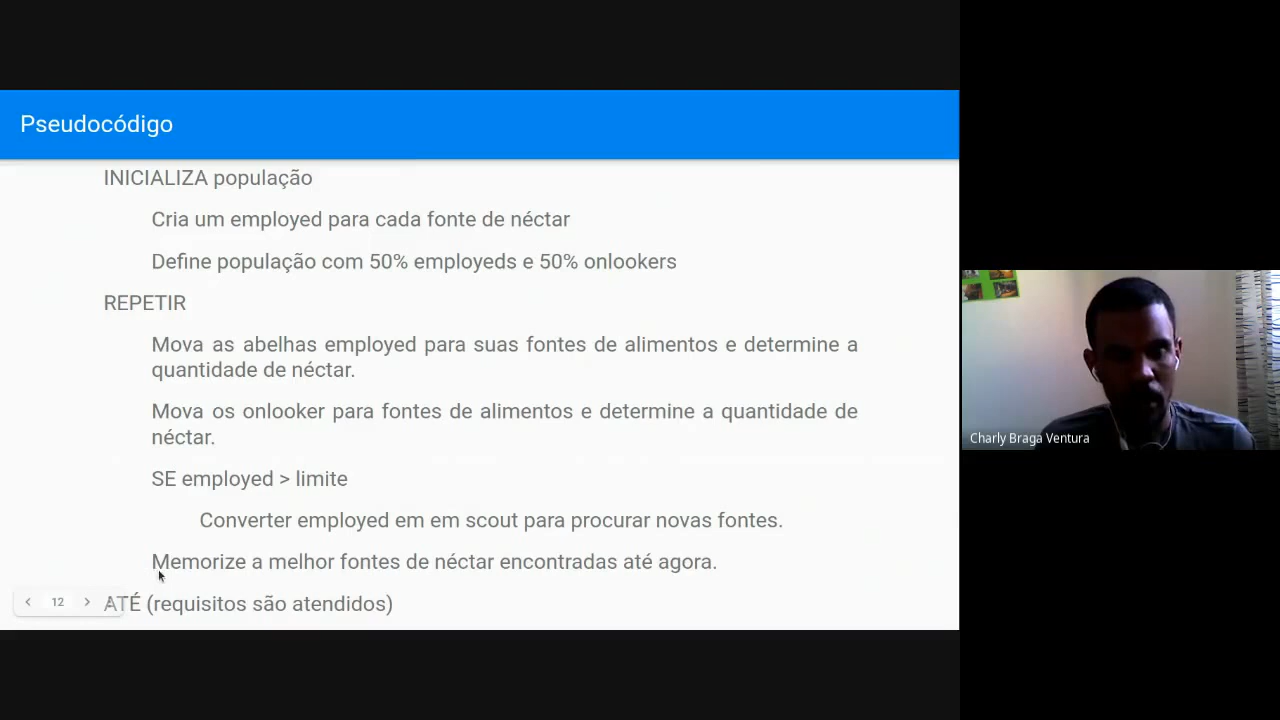 Pseudocódigo
INICIALIZA população
Cria um employed para cada fonte de néctar
Define população com 50% employeds e 50% onlookers
REPETIR
Mova as abelhas employed para suas fontes de alimentos e determine a
quantidade de néctar.
Mova os onlooker para fontes de alimentos e determine a quantidade de
néctar.
SE employed > limite
Converter employed em em scout para procurar novas fontes.
Memorize a melhor fontes de néctar encontradas até agora.
ATÉ (requisitos são atendidos)
12
Charly Braga Ventura